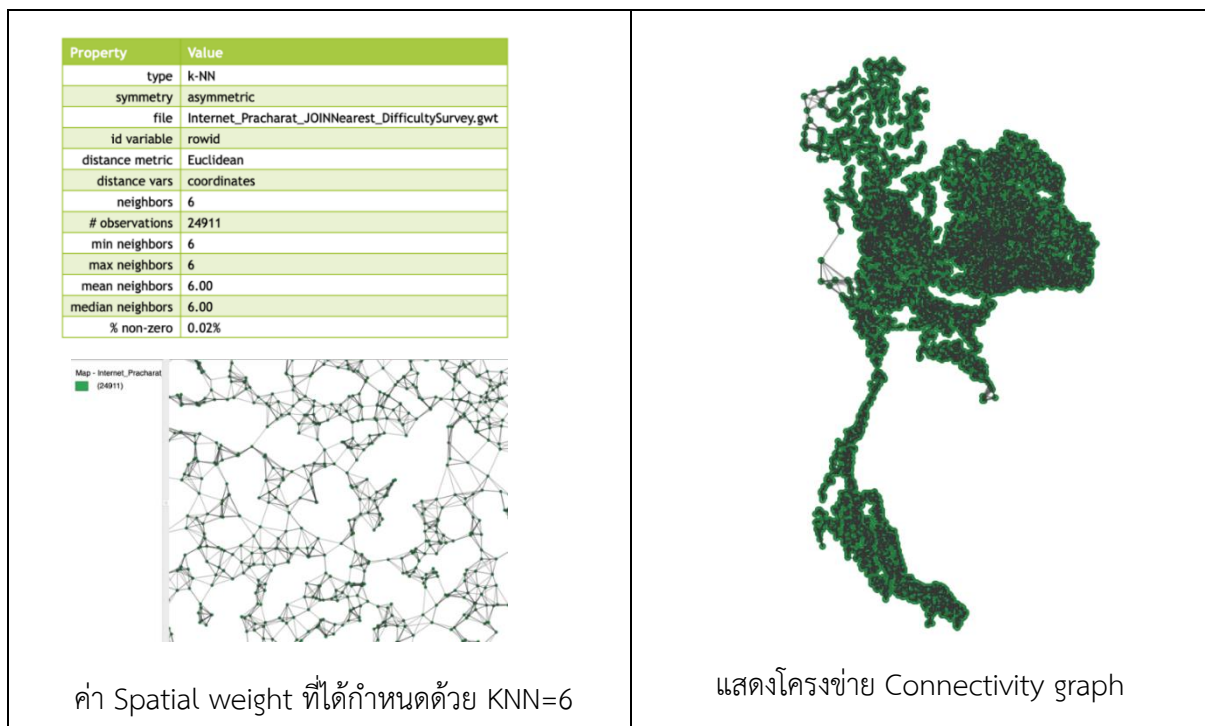 Property Value
type k-NN
symmetry asymmetric
file Internet_Pracharat_JOINNearest_DifficultySurvey.gwt
id variable rowid
distance metric Euclidean
distance vars coordinates
neighbors 6
# observations 24911
min neighbors 6
max neighbors 6
mean neighbors 6.00
median neighbors 6.00
% non-zero 0.02%
Map - Internet_Pracharat
(24911)
ค่า Spatial weight ที่ได้กำหนดด้วย KNN=6
แสดงโครงข่าย Connectivity graph